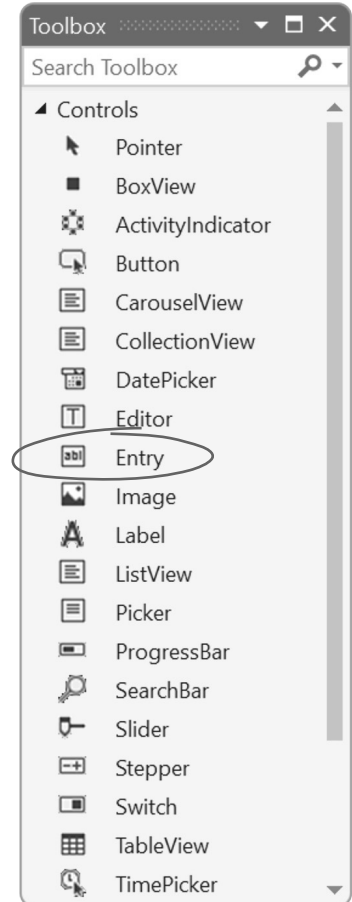 Toolbox
Search Toolbox
Controls
Pointer
BoxView
ActivityIndicator
Button
CarouselView
CollectionView
DatePicker
Editor
Entry
Image
Label
ListView
Picker
ProgressBar
SearchBar
Slider
Stepper
Switch
TableView
TimePicker